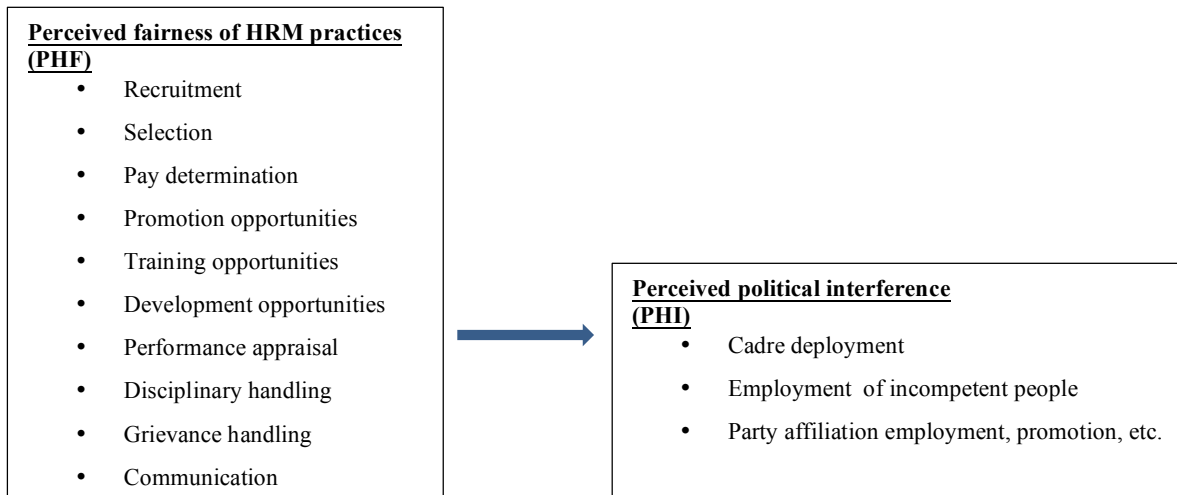 Perceived fairness of HRM practices
(PHF)
• Recruitment
• Selection
• Pay determination
• Promotion opportunities
• Training opportunities
• Development opportunities
• Performance appraisal
• Disciplinary handling
• Grievance handling
• Communication
Perceived political interference
(PHI)
• Cadre deployment
• Employment of incompetent people
• Party affiliation employment, promotion, etc.